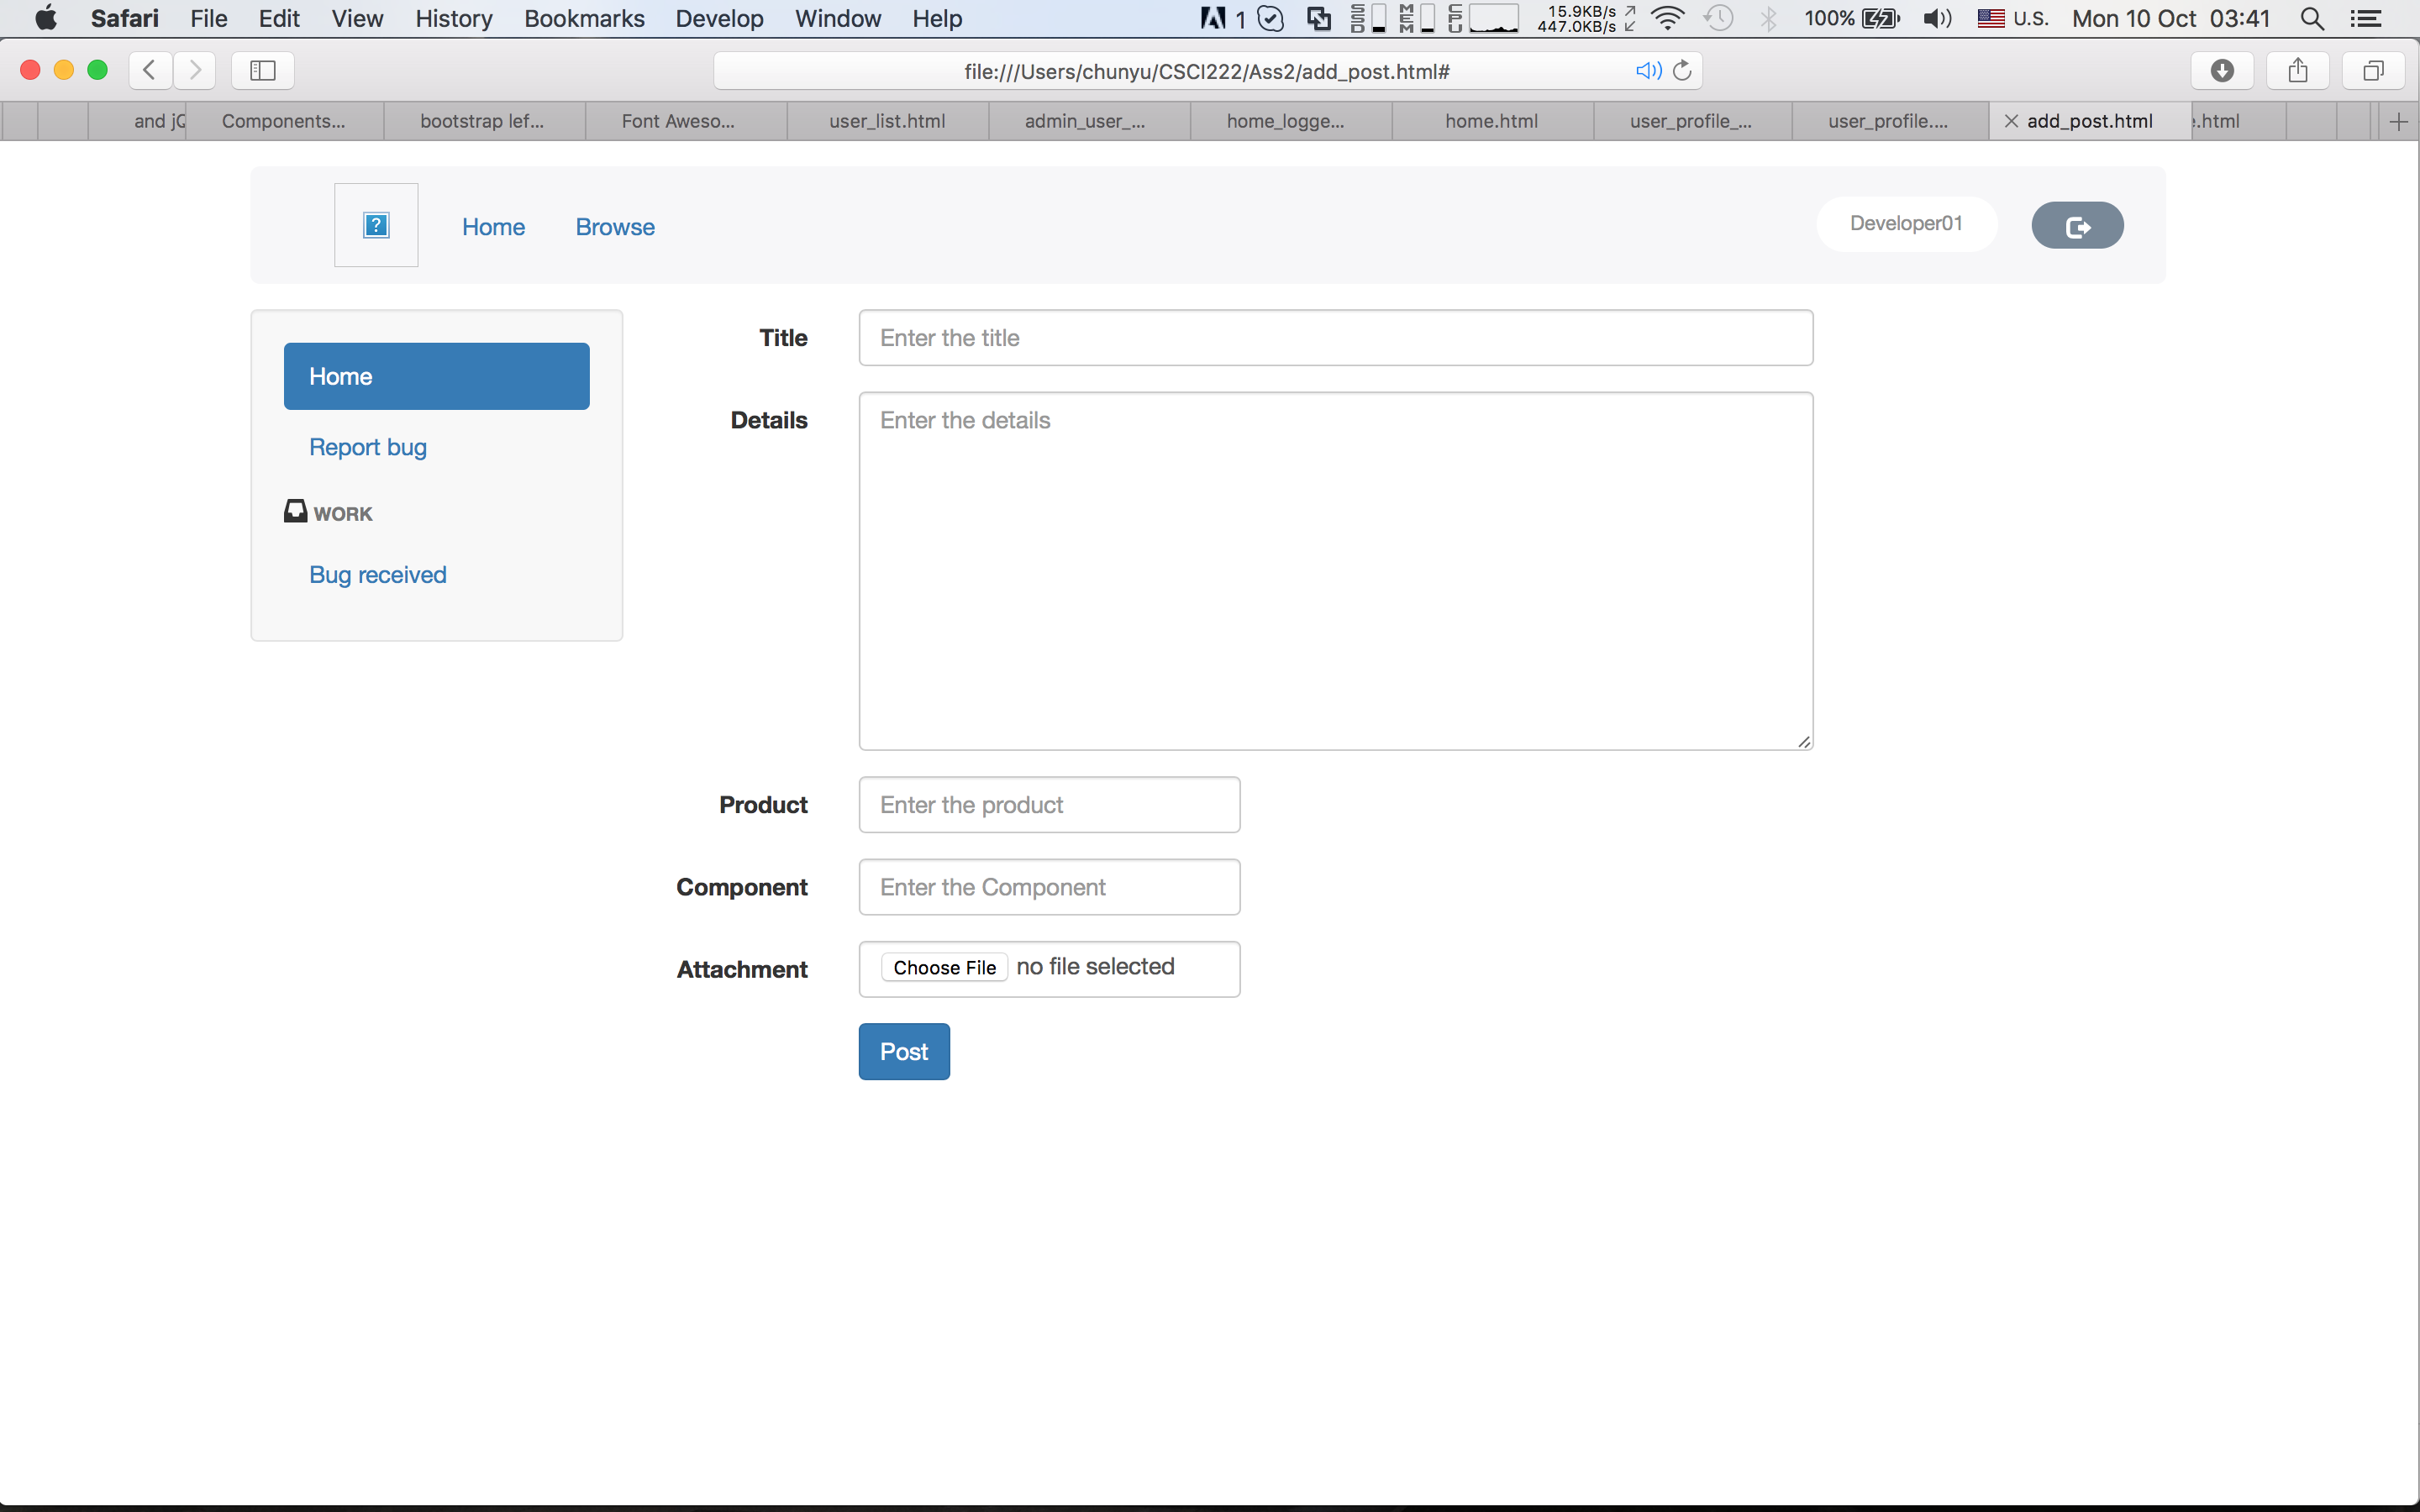 Safari File Edit View History Bookmarks Develop Window Help 1 SSD MEM CPU 15.9KB/s 447.0KB/s 100% U.S. Mon 10 Oct 03:41
file:///Users/chunyu/CSCI222/Ass2/add_post.html#
and jQ Components... bootstrap lef... Font Aweso... user_list.html admin_user_... home_logge... home.html user_profile_... user_profile.... add_post.html .html
? Home Browse Developer01
Title Enter the title
Home
Details Enter the details
Report bug
WORK
Bug received
Product Enter the product
Component Enter the Component
Attachment Choose File no file selected
Post